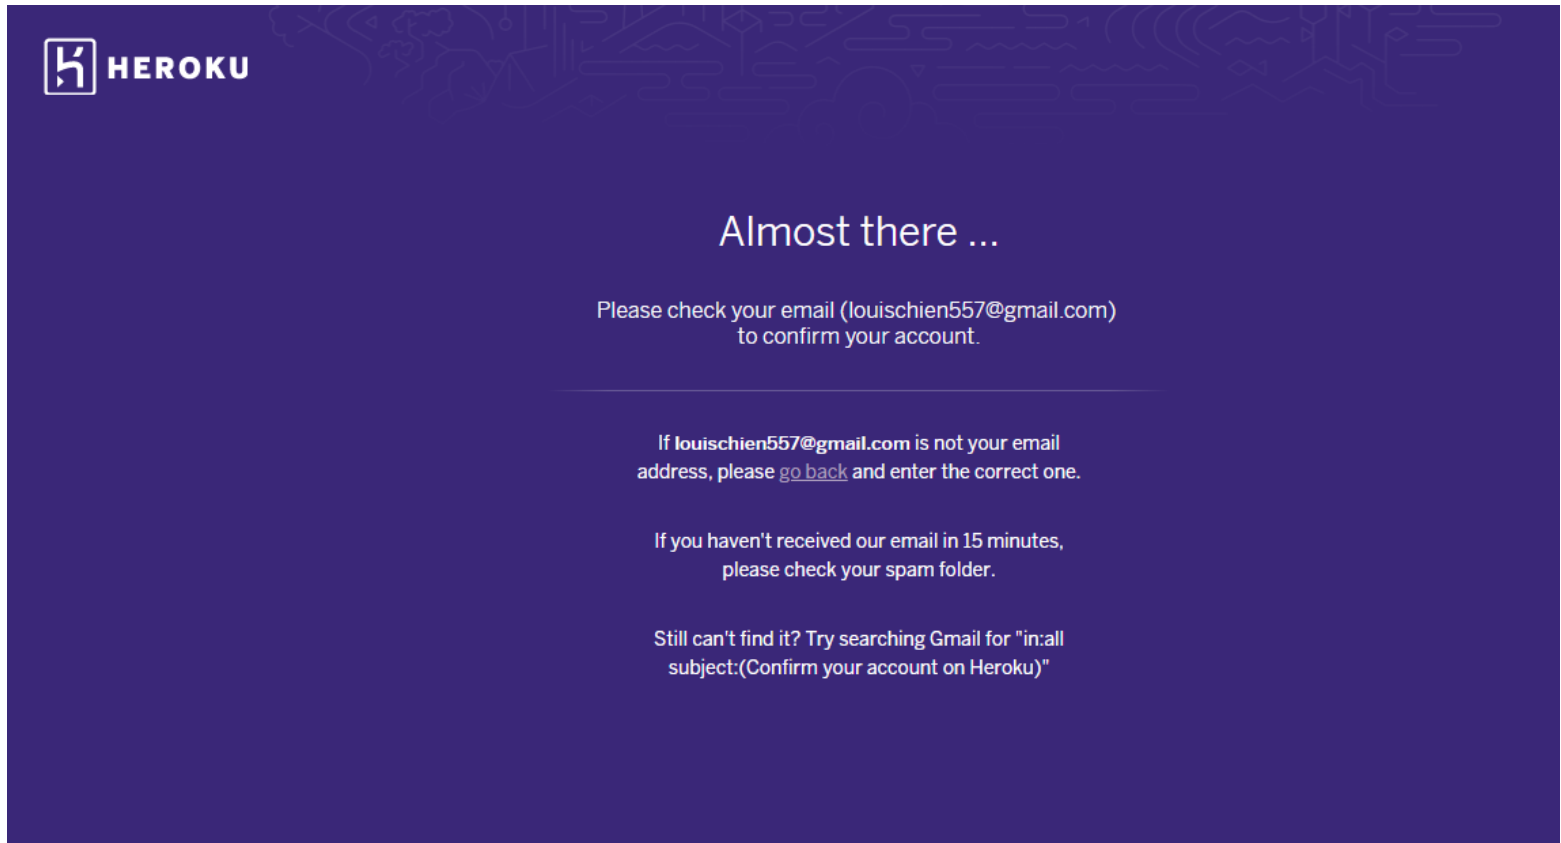 HEROKU
Almost there ...
Please check your email (louischien557@gmail.com)
to confirm your account.
If louischien557@gmail.com is not your email
address, please go back and enter the correct one.
If you haven't received our email in 15 minutes,
please check your spam folder.
Still can't find it? Try searching Gmail for "in:all
subject:(Confirm your account on Heroku)"